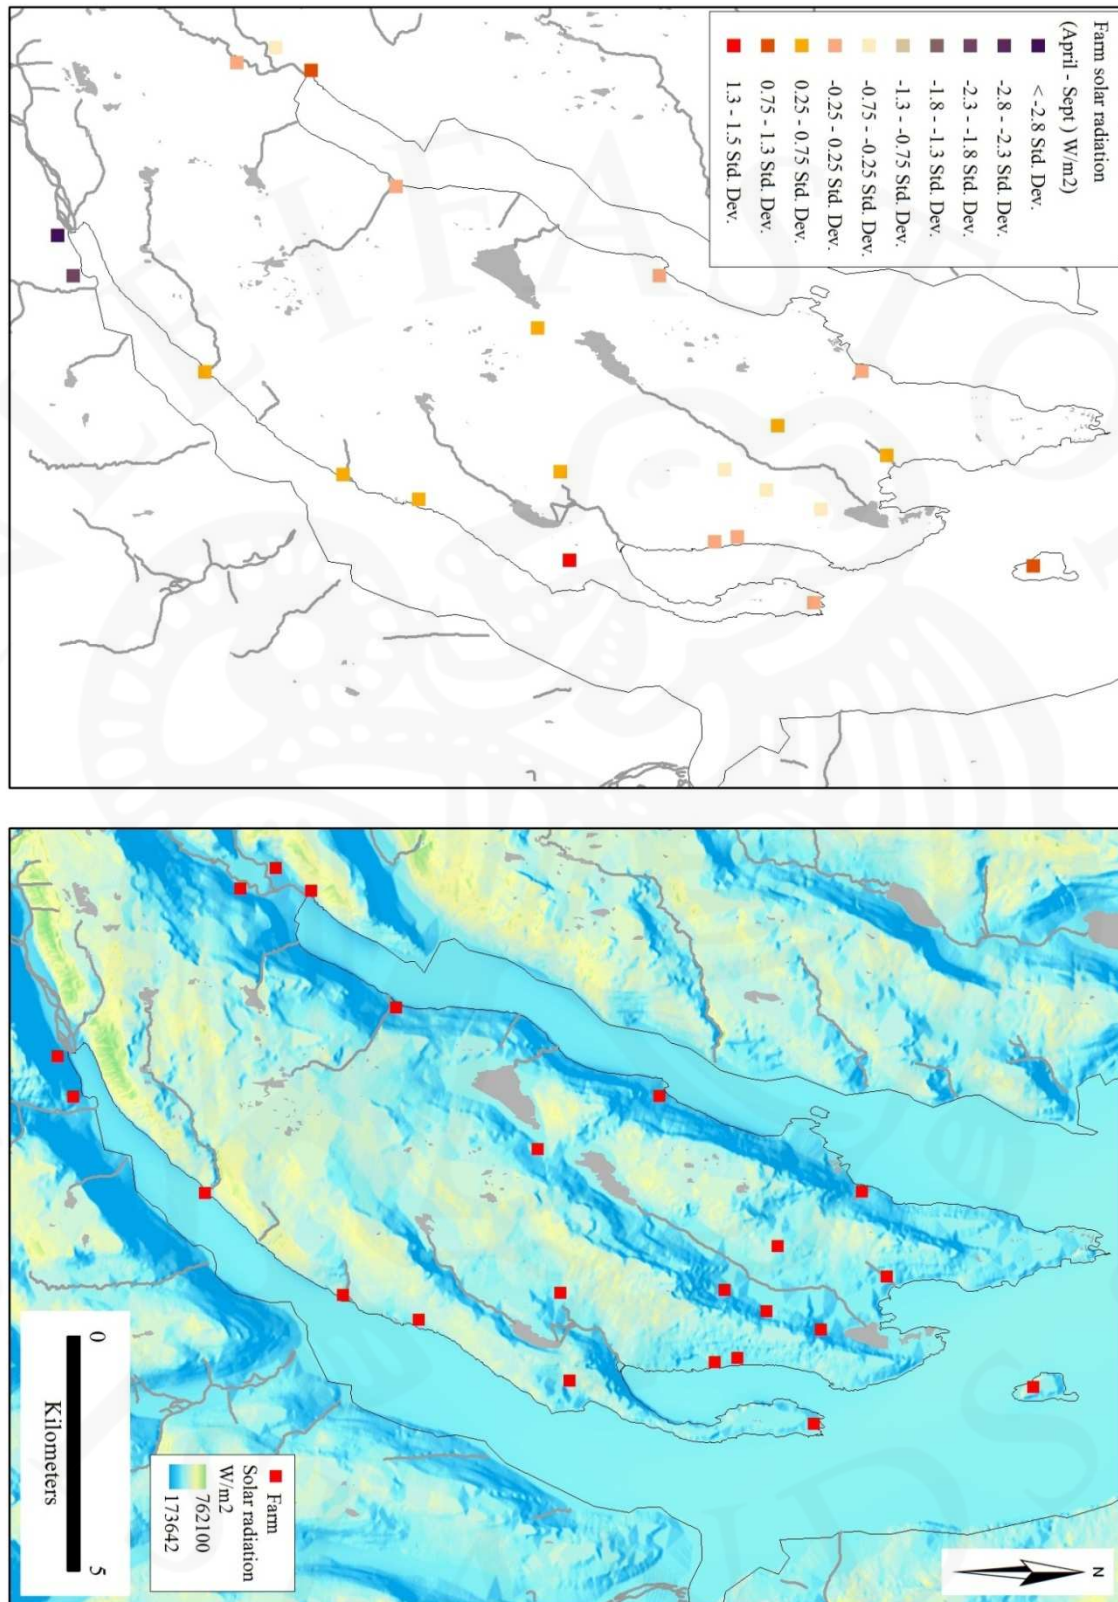 Farm solar radiation
(April - Sept ) W/m2)
< -2.8 Std. Dev.
-2.8 - -2.3 Std. Dev.
-2.3 - -1.8 Std. Dev.
-1.8 - -1.3 Std. Dev.
-1.3 - -0.75 Std. Dev.
-0.75 - -0.25 Std. Dev.
-0.25 - 0.25 Std. Dev.
0.25 - 0.75 Std. Dev.
0.75 - 1.3 Std. Dev.
1.3 - 1.5 Std. Dev.
N
Farm
Solar radiation
W/m2
762100
173642
0 5
Kilometers